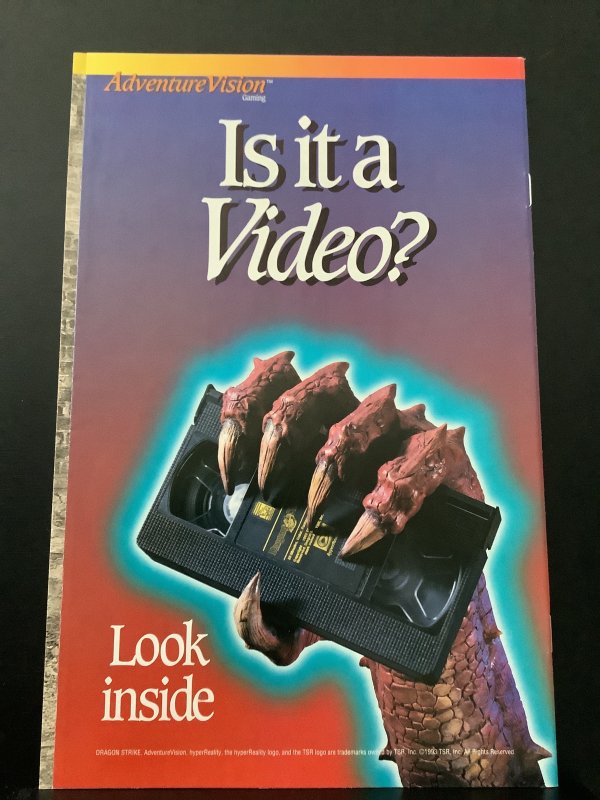 AdventureVision™
Gaming
Is it a
Video?
Look
inside
DRAGON STRIKE, AdventureVision, hyperReality, the hyperReality logo, and the TSR logo are trademarks owned by TSR, Inc. ©1993 TSR, Inc. All Rights Reserved